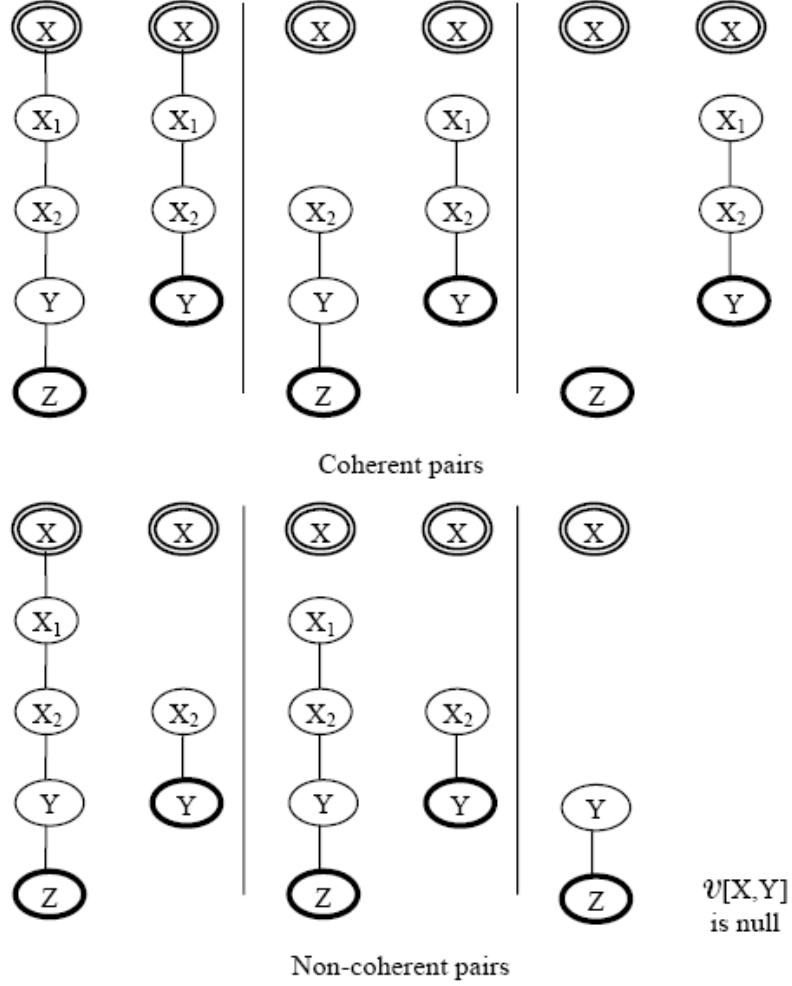 X X X X X X
X₁ X₁ X₁ X₁
X₂ X₂ X₂ X₂ X₂
Y Y Y Y Y
Z Z Z
Coherent pairs
X X X X X
X₁ X₁
X₂ X₂ X₂ X₂
Y Y Y Y Y
Z Z Z
v[X,Y]
is null
Non-coherent pairs